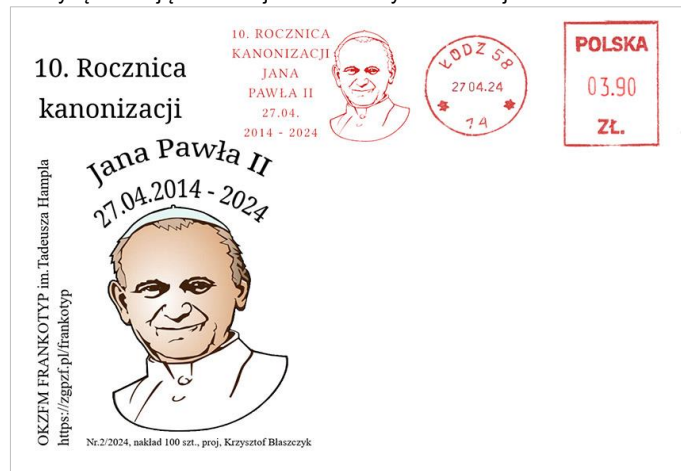 10. Rocznica
kanonizacji
Jana Pawła II
27.04.2014 - 2024
OKZFM FRANKOTYP im.Tadeusza Hampla
https://zgpzf.pl/frankotyp
Nr.2/2024, nakład 100 szt., proj, Krzysztof Błaszczyk
10. ROCZNICA
KANONIZACJI
JANA
PAWŁA II
27.04.
2014 - 2024
ŁÓDŹ 58
27 04.24
14
POLSKA
03.90
ZŁ.